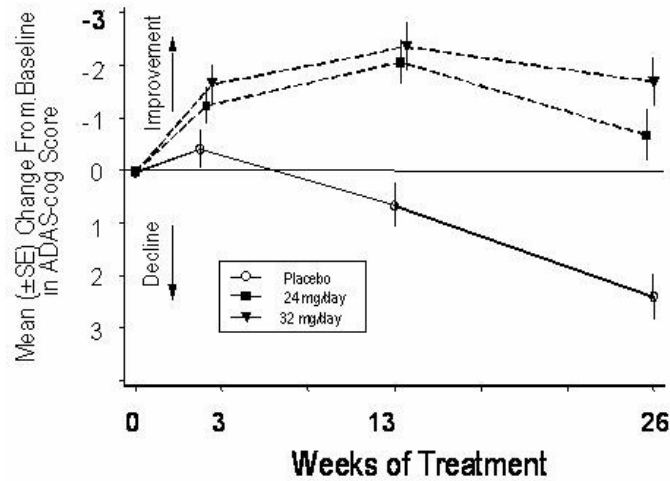 Mean (±SE) Change From Baseline
in ADAS-cog Score
-3
-2
-1
0
1
2
3
Improvement
Decline
Placebo
24 mg/day
32 mg/day
0 3 13 26
Weeks of Treatment